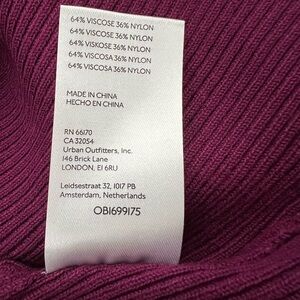 64% VISCOSE 36% NYLON
64% VISCOSE 36% NYLON
64% VISKOSE 36% NYLON
64% VISCOSA 36% NYLON
64% VISCOSA 36% NYLON
MADE IN CHINA
HECHO EN CHINA
RN 66170
CA 32054
Urban Outfitters, Inc.
146 Brick Lane
LONDON, E1 6RU
Leidsestraat 32, 1017 PB
Amsterdam, Netherlands
OB1699175